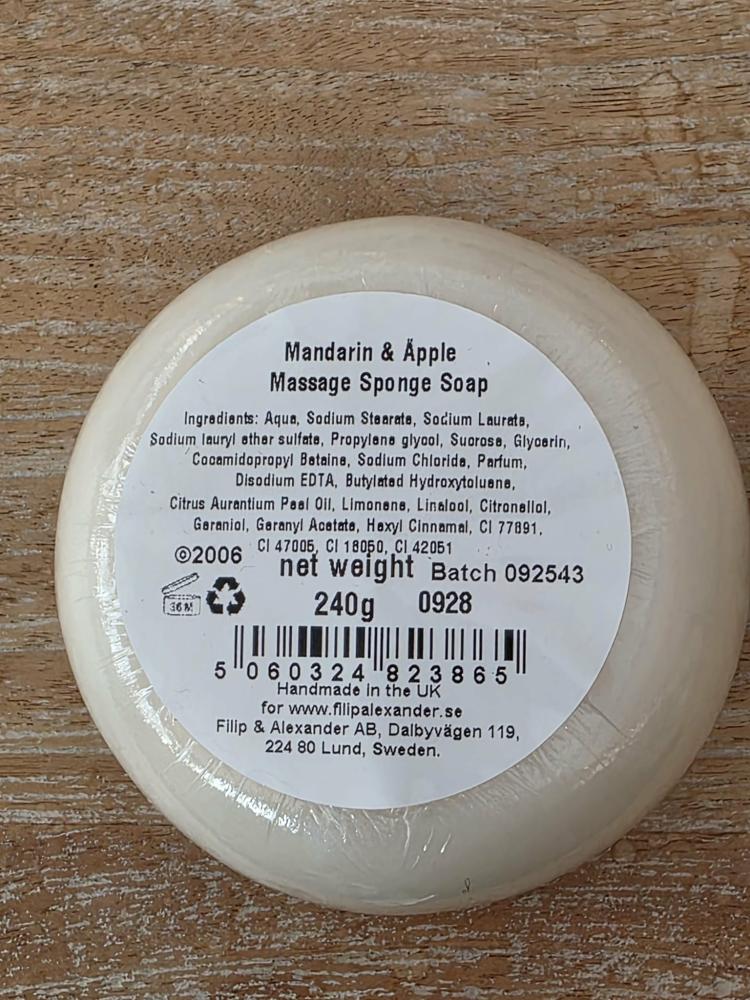 Mandarin & Äpple
Massage Sponge Soap
Ingredients: Aqua, Sodium Stearate, Sodium Laurate,
Sodium lauryl ether sulfate, Propylene glycol, Sucrose, Glycerin,
Cocamidopropyl Betaine, Sodium Chloride, Parfum,
Disodium EDTA, Butylated Hydroxytoluene,
Citrus Aurantium Peel Oil, Limonene, Linalool, Citronellol,
Geraniol, Geranyl Acetate, Hexyl Cinnamal, CI 77891,
CI 47005, CI 18050, CI 42051
©2006
net weight Batch 092543
36M 240g 0928
5 060324 823865
Handmade in the UK
for www.filipalexander.se
Filip & Alexander AB, Dalbyvägen 119,
224 80 Lund, Sweden.